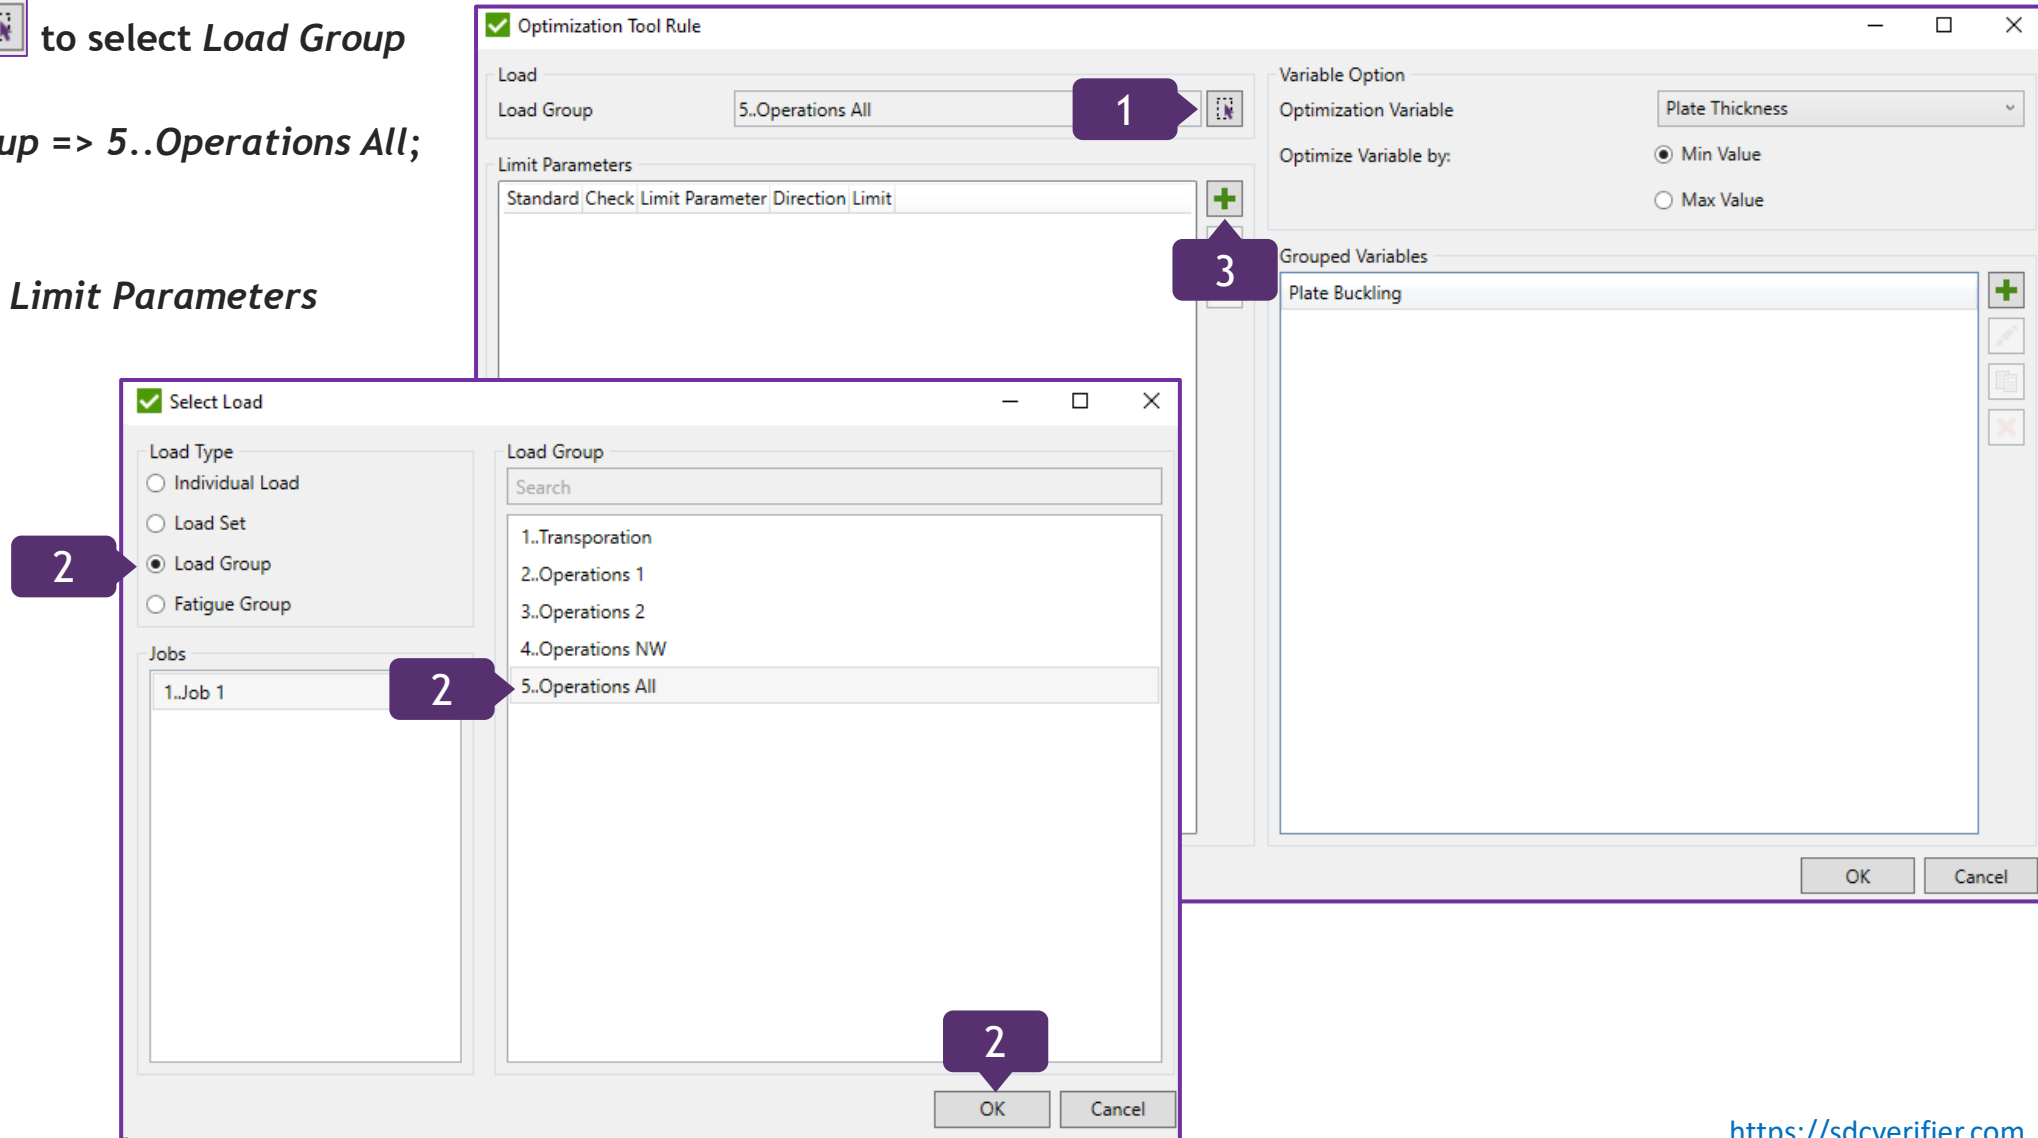 to select Load Group
up => 5..Operations All;
Limit Parameters
Optimization Tool Rule
Load
Load Group
5..Operations All
1
Limit Parameters
Standard Check Limit Parameter Direction Limit
3
Variable Option
Optimization Variable
Plate Thickness
Optimize Variable by:
Min Value
Max Value
Grouped Variables
Plate Buckling
OK
Cancel
Select Load
Load Type
Individual Load
Load Set
2
Load Group
Fatigue Group
Jobs
1..Job 1
2
Load Group
Search
1..Transporation
2..Operations 1
3..Operations 2
4..Operations NW
5..Operations All
2
OK
Cancel
https://sdcverifier.com